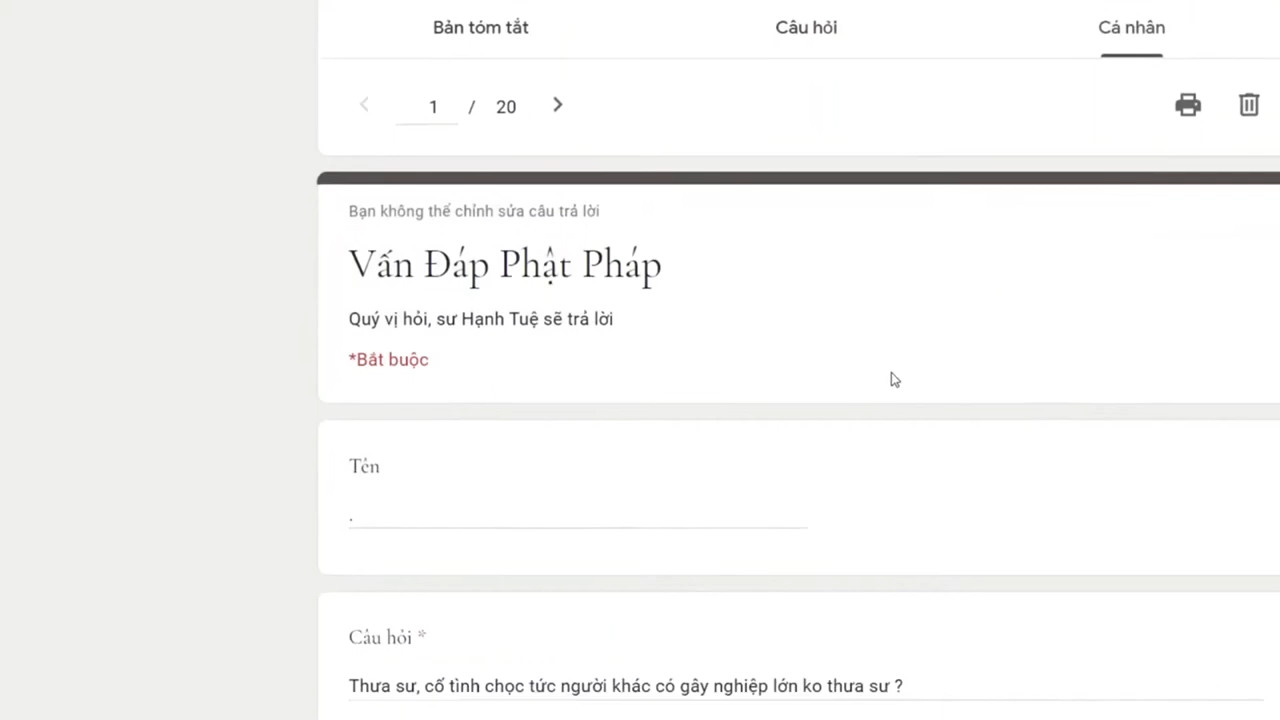 Bản tóm tắt Câu hỏi Cá nhân
1 / 20
Bạn không thể chỉnh sửa câu trả lời
Vấn Đáp Phật Pháp
Quý vị hỏi, sư Hạnh Tuệ sẽ trả lời
*Bắt buộc
Tên
.
Câu hỏi *
Thưa sư, cố tình chọc tức người khác có gây nghiệp lớn ko thưa sư ?